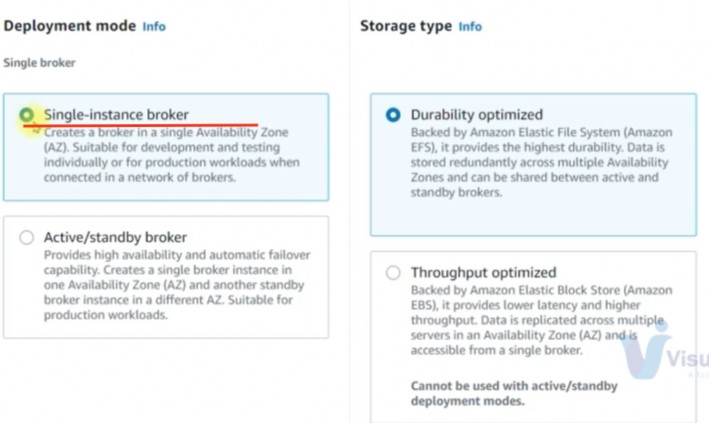 Deployment mode Info
Single broker
Single-instance broker
Creates a broker in a single Availability Zone
(AZ). Suitable for development and testing
individually or for production workloads when
connected in a network of brokers.
Active/standby broker
Provides high availability and automatic failover
capability. Creates a single broker instance in
one Availability Zone (AZ) and another standby
broker instance in a different AZ. Suitable for
production workloads.
Storage type Info
Durability optimized
Backed by Amazon Elastic File System (Amazon
EFS), it provides the highest durability. Data is
stored redundantly across multiple Availability
Zones and can be shared between active and
standby brokers.
Throughput optimized
Backed by Amazon Elastic Block Store (Amazon
EBS), it provides lower latency and higher
throughput. Data is replicated across multiple
servers in an Availability Zone (AZ) and is
accessible from a single broker.
Cannot be used with active/standby
deployment modes.
Visu